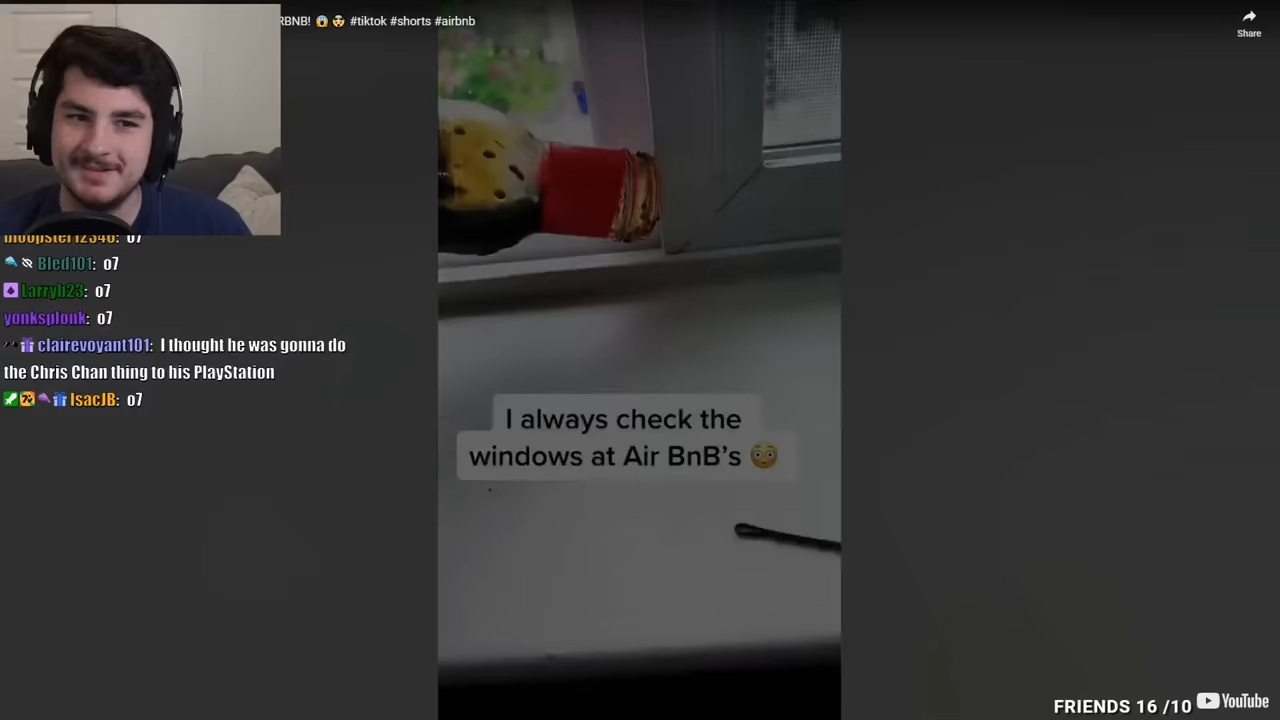 RBNB! 😱 🤯 #tiktok #shorts #airbnb
Share
Bled101: o7
Larryb23: o7
yonksplonk: o7
clairevoyant101: I thought he was gonna do
the Chris Chan thing to his PlayStation
IsacJB: o7
I always check the
windows at Air BnB's 😳
FRIENDS 16 /10
YouTube